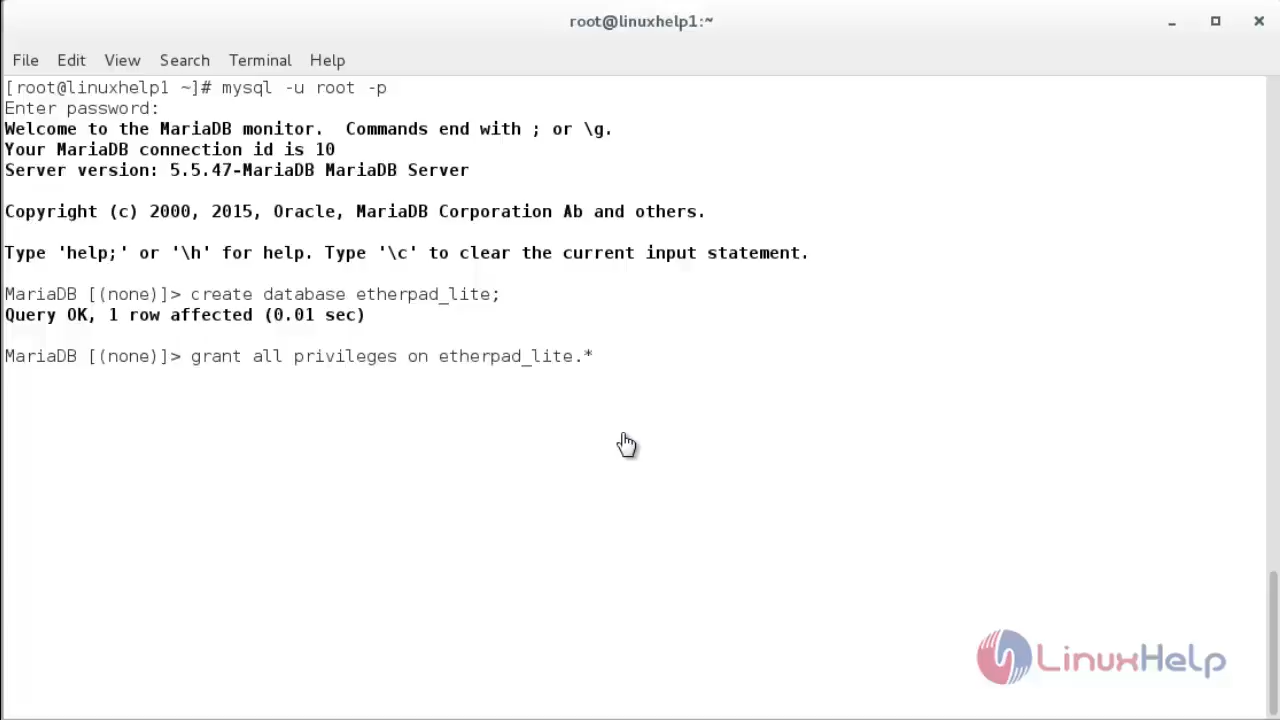 root@linuxhelp1:~
File Edit View Search Terminal Help
[root@linuxhelp1 ~]# mysql -u root -p
Enter password:
Welcome to the MariaDB monitor.  Commands end with ; or \g.
Your MariaDB connection id is 10
Server version: 5.5.47-MariaDB MariaDB Server
Copyright (c) 2000, 2015, Oracle, MariaDB Corporation Ab and others.
Type 'help;' or '\h' for help. Type '\c' to clear the current input statement.
MariaDB [(none)]> create database etherpad_lite;
Query OK, 1 row affected (0.01 sec)
MariaDB [(none)]> grant all privileges on etherpad_lite.*
LinuxHelp